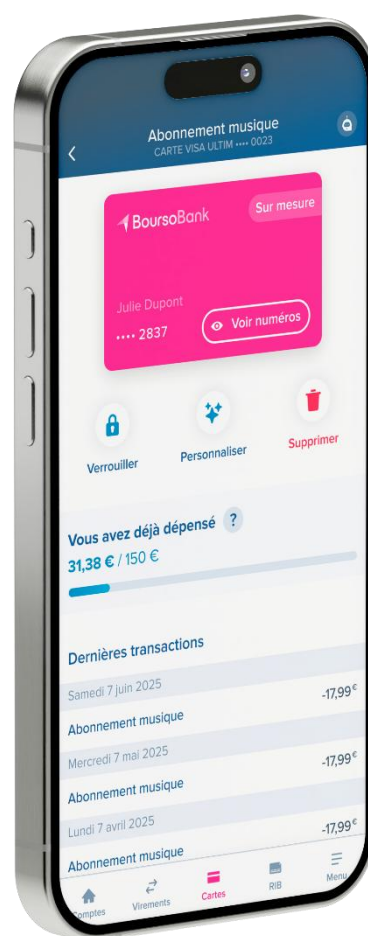 Abonnement musique
CARTE VISA ULTIM •••• 0023
BoursoBank
Sur mesure
Julie Dupont
•••• 2837
Voir numéros
Verrouiller
Personnaliser
Supprimer
Vous avez déjà dépensé ?
31,38 € / 150 €
Dernières transactions
Samedi 7 juin 2025
Abonnement musique -17,99€
Mercredi 7 mai 2025
Abonnement musique -17,99€
Lundi 7 avril 2025
Abonnement musique -17,99€
Comptes
Virements
Cartes
RIB
Menu